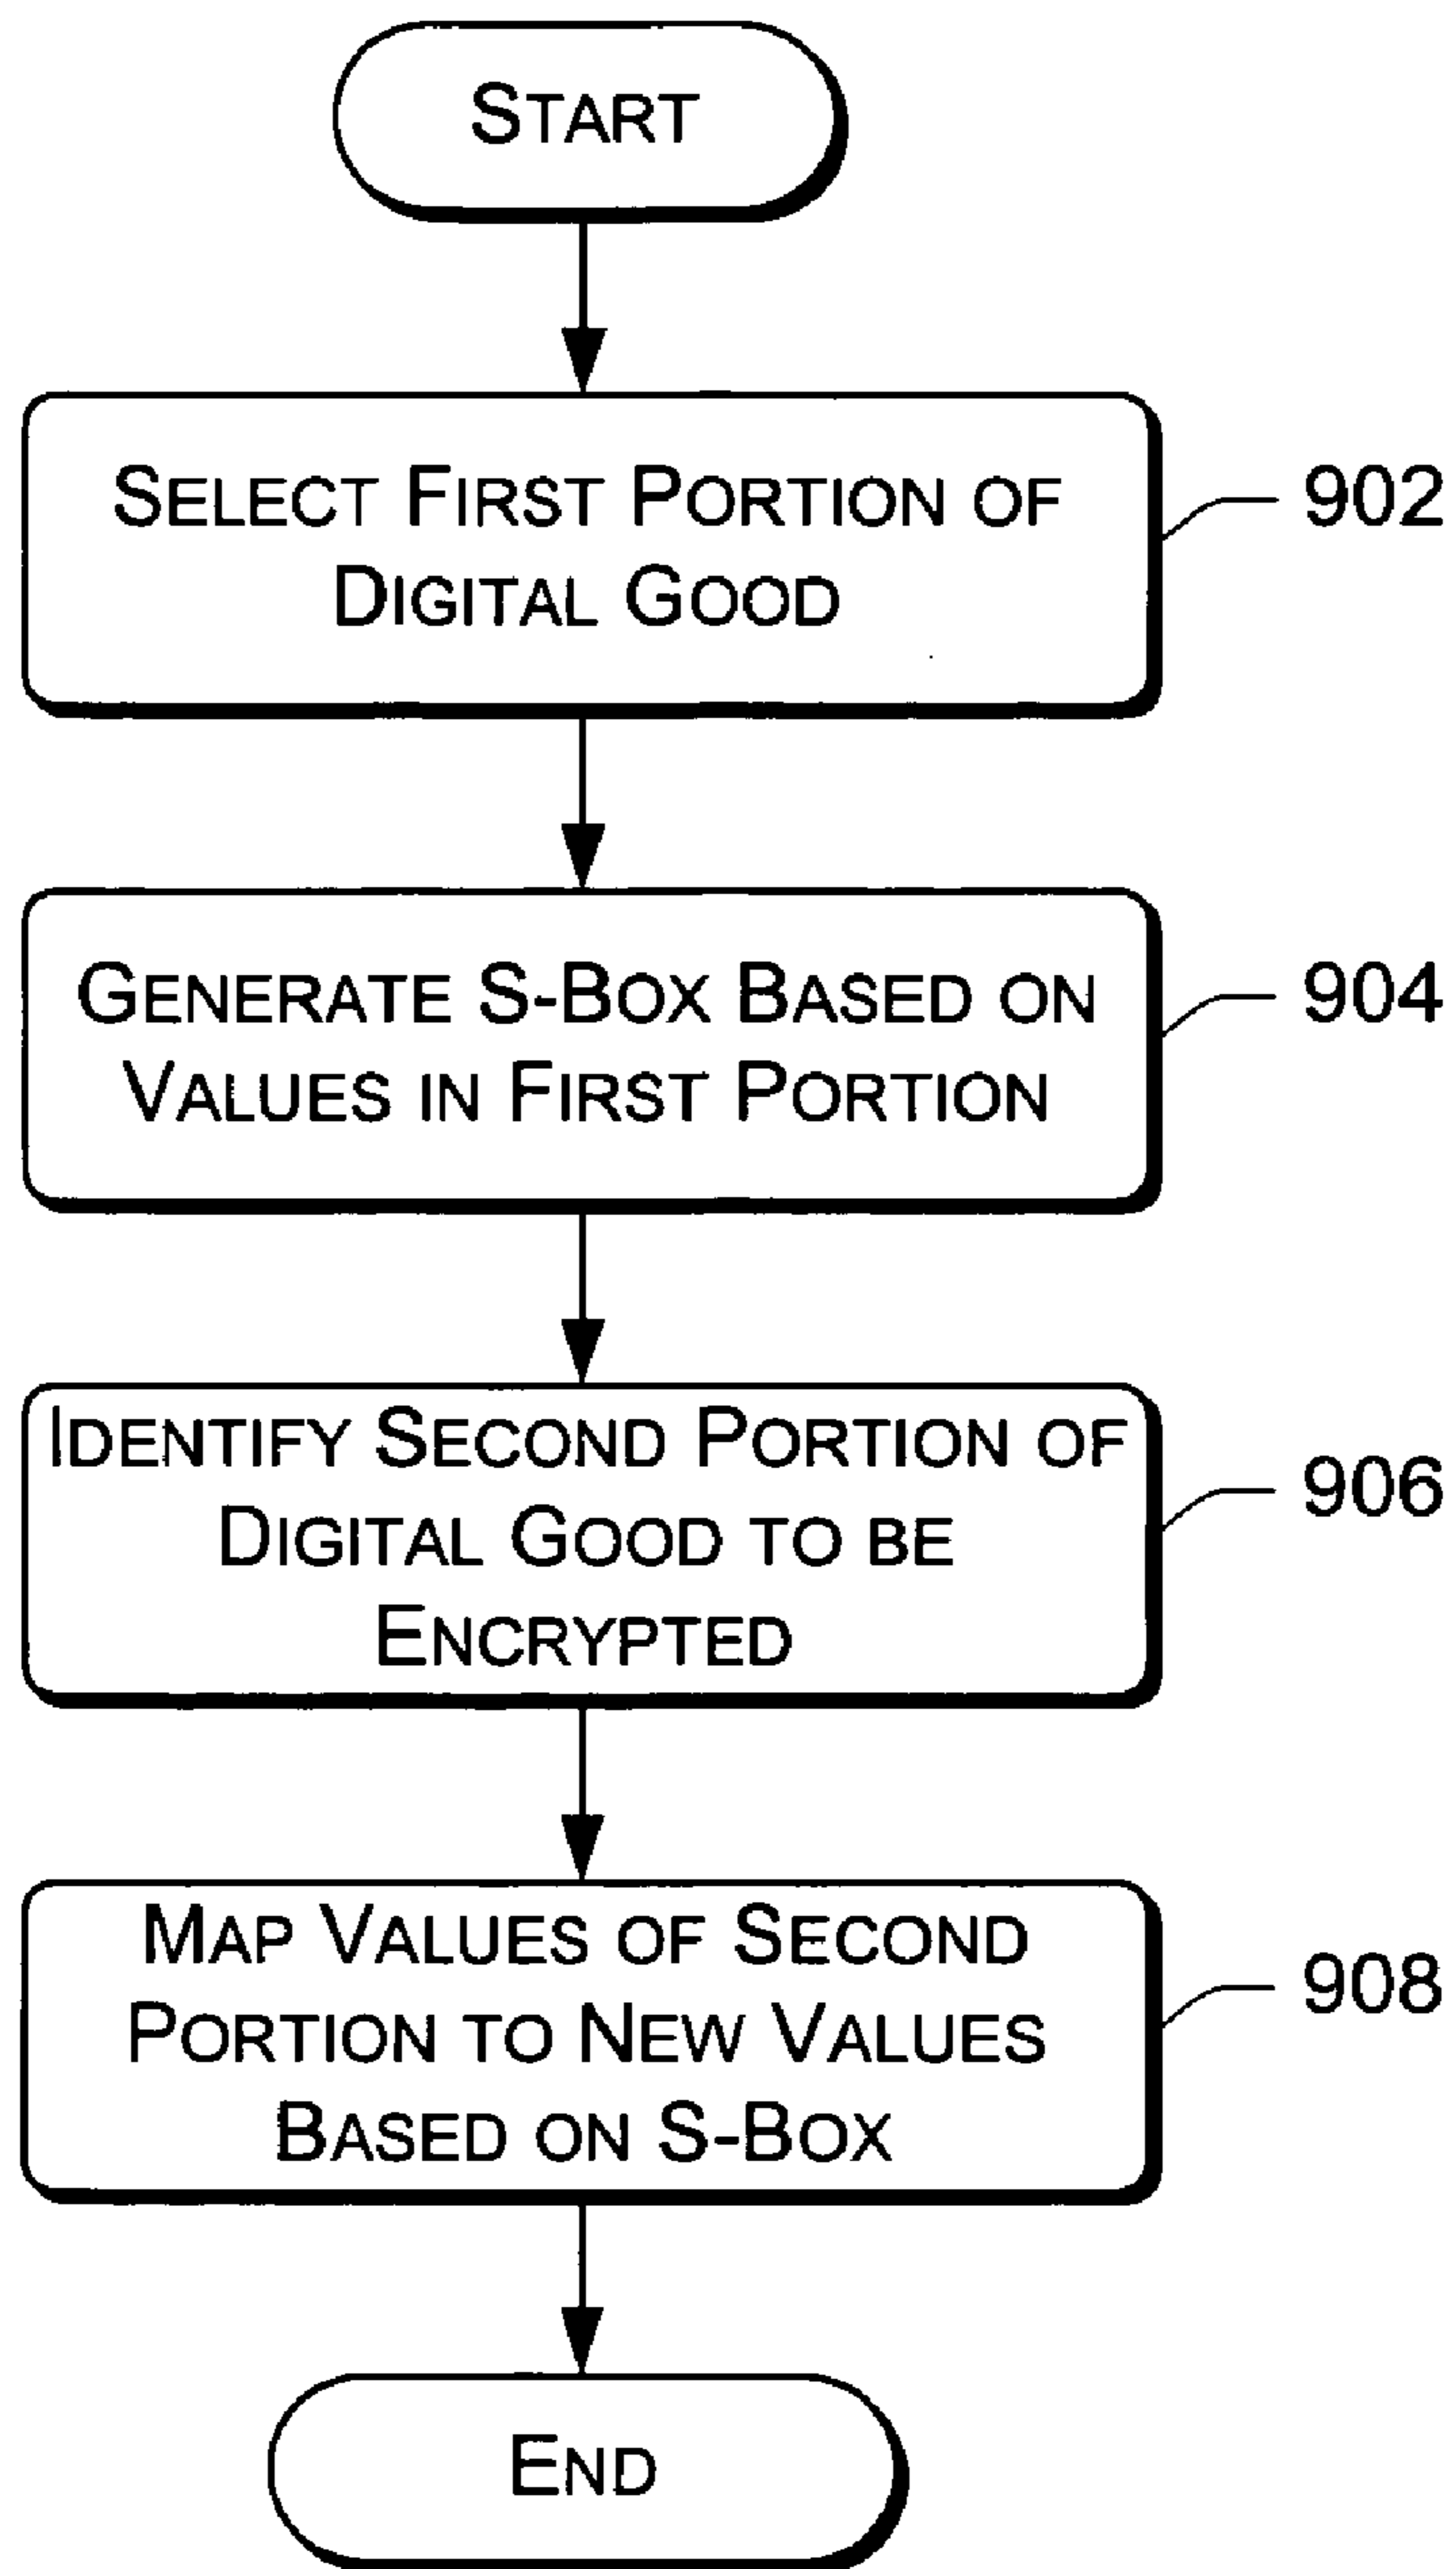 START
SELECT FIRST PORTION OF
DIGITAL GOOD
902
GENERATE S-BOX BASED ON
VALUES IN FIRST PORTION
904
IDENTIFY SECOND PORTION OF
DIGITAL GOOD TO BE
ENCRYPTED
906
MAP VALUES OF SECOND
PORTION TO NEW VALUES
BASED ON S-BOX
908
END